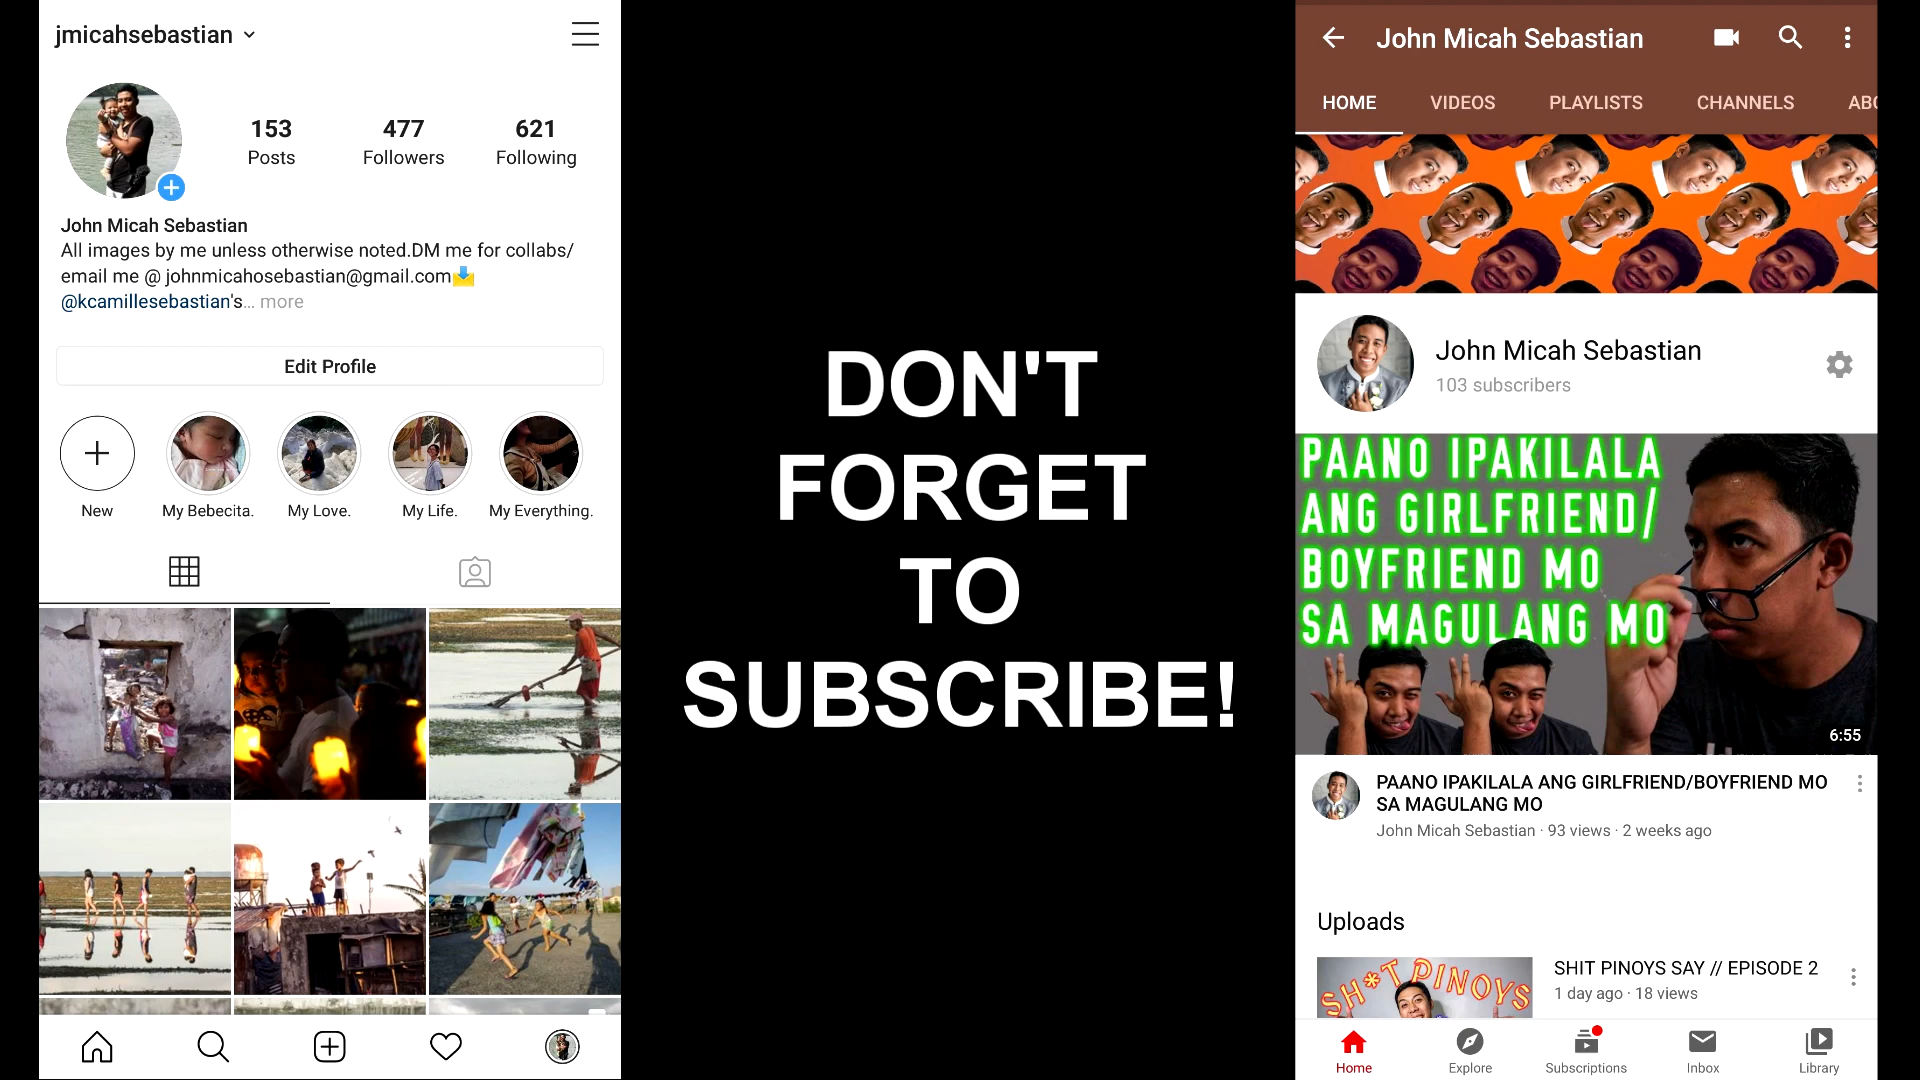 jmicahsebastian
153
Posts
477
Followers
621
Following
John Micah Sebastian
All images by me unless otherwise noted.DM me for collabs/
email me @ johnmicahosebastian@gmail.com
@kcamillesebastian's... more
Edit Profile
New
My Bebecita.
My Love.
My Life.
My Everything.
DON'T
FORGET
TO
SUBSCRIBE!
John Micah Sebastian
HOME VIDEOS PLAYLISTS CHANNELS ABC
John Micah Sebastian
103 subscribers
PAANO IPAKILALA
ANG GIRLFRIEND/
BOYFRIEND MO
SA MAGULANG MO
6:55
PAANO IPAKILALA ANG GIRLFRIEND/BOYFRIEND MO
SA MAGULANG MO
John Micah Sebastian · 93 views · 2 weeks ago
Uploads
SH*T PINOYS
SHIT PINOYS SAY // EPISODE 2
1 day ago · 18 views
Home
Explore
Subscriptions
Inbox
Library